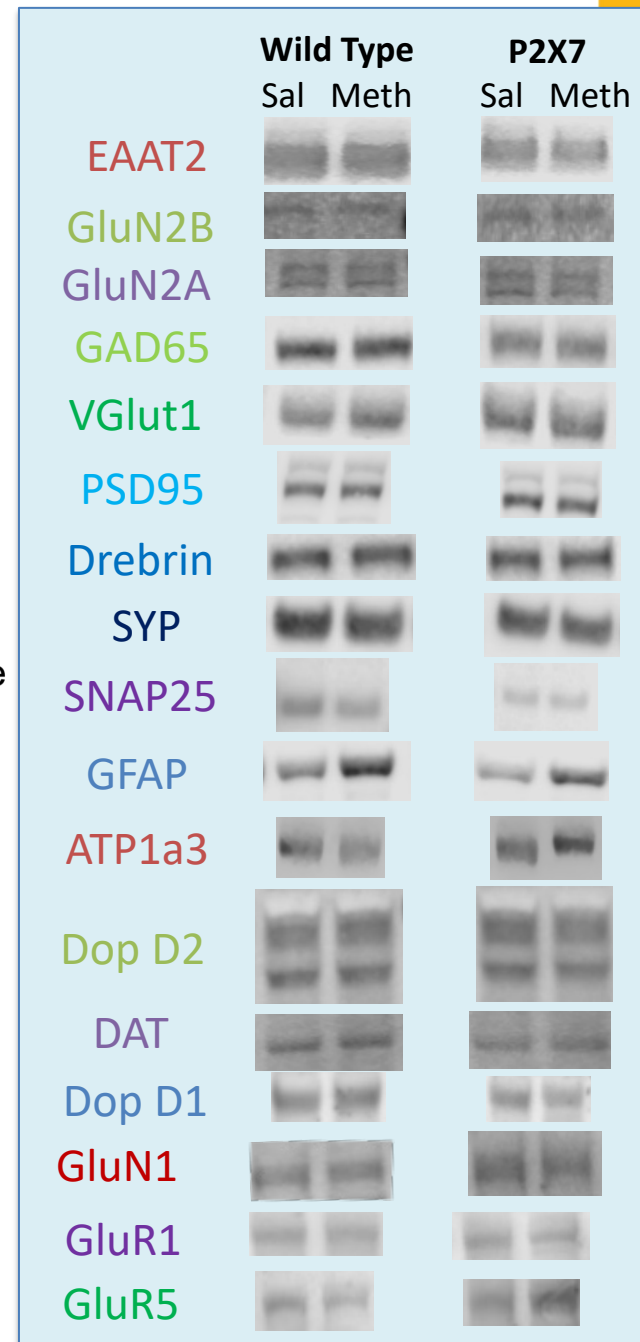 Wild Type P2X7
Sal Meth Sal Meth
EAAT2
GluN2B
GluN2A
GAD65
VGlut1
PSD95
Drebrin
SYP
e
SNAP25
GFAP
ATP1a3
Dop D2
DAT
Dop D1
GluN1
GluR1
GluR5